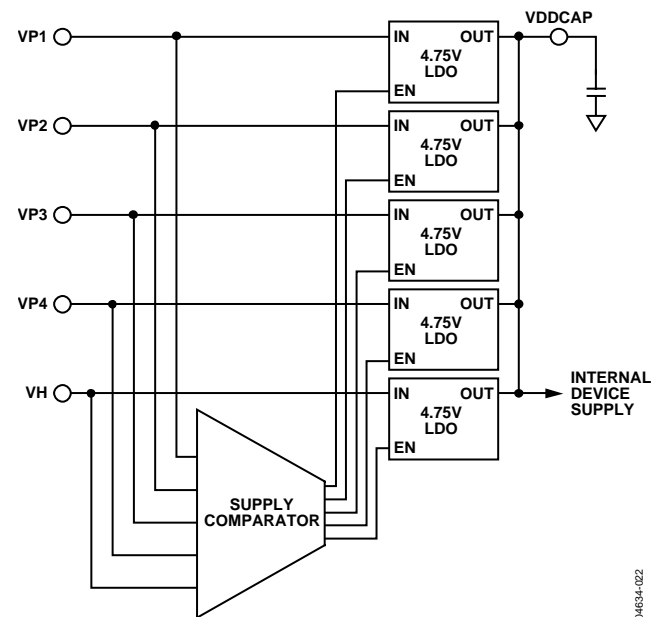 VDDCAP
VP1
IN OUT
4.75V
LDO
EN
VP2
IN OUT
4.75V
LDO
EN
VP3
IN OUT
4.75V
LDO
EN
VP4
IN OUT
4.75V
LDO
EN
VH
IN OUT
4.75V
LDO
EN
INTERNAL
DEVICE
SUPPLY
SUPPLY
COMPARATOR
04634-022